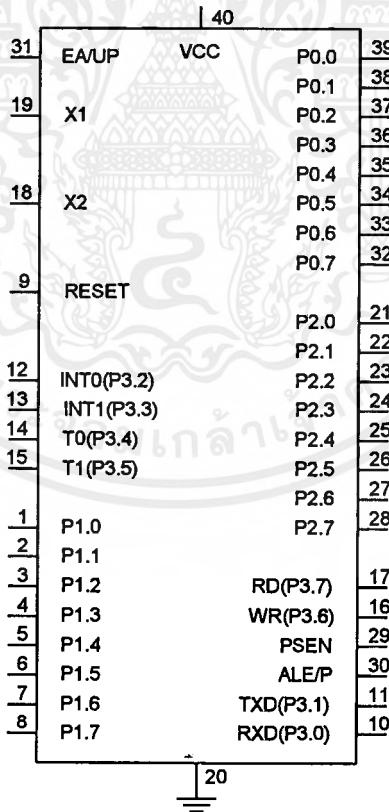 40
31 EA/UP VCC P0.0 39
P0.1 38
19 X1 P0.2 37
P0.3 36
P0.4 35
18 X2 P0.5 34
P0.6 33
P0.7 32
9 RESET
P2.0 21
P2.1 22
12 INT0(P3.2) P2.2 23
13 INT1(P3.3) P2.3 24
14 T0(P3.4) P2.4 25
15 T1(P3.5) P2.5 26
P2.6 27
1 P1.0 P2.7 28
2 P1.1
3 P1.2 RD(P3.7) 17
4 P1.3 WR(P3.6) 16
5 P1.4 PSEN 29
6 P1.5 ALE/P 30
7 P1.6 TXD(P3.1) 11
8 P1.7 RXD(P3.0) 10
20